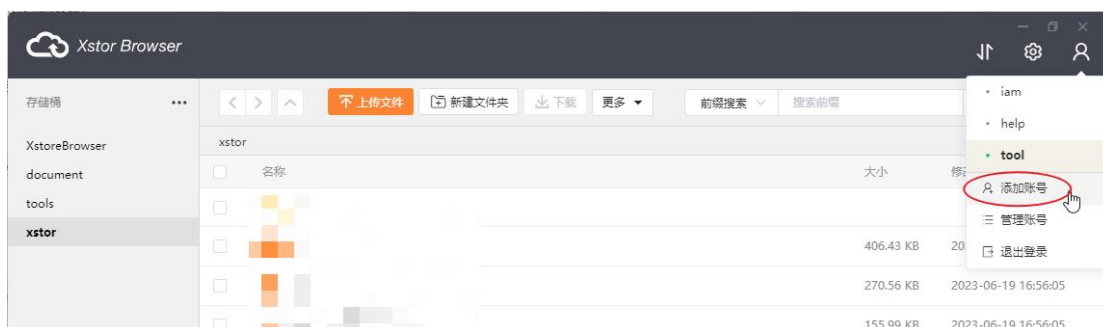 Xstor Browser
存储桶
上传文件
新建文件夹
下载
更多
前缀搜索
搜索前缀
iam
help
tool
添加账号
管理账号
退出登录
XstoreBrowser
document
tools
xstor
xstor
名称
大小
406.43 KB
20
270.56 KB
2023-06-19 16:56:05
155.99 KB
2023-06-19 16:56:05